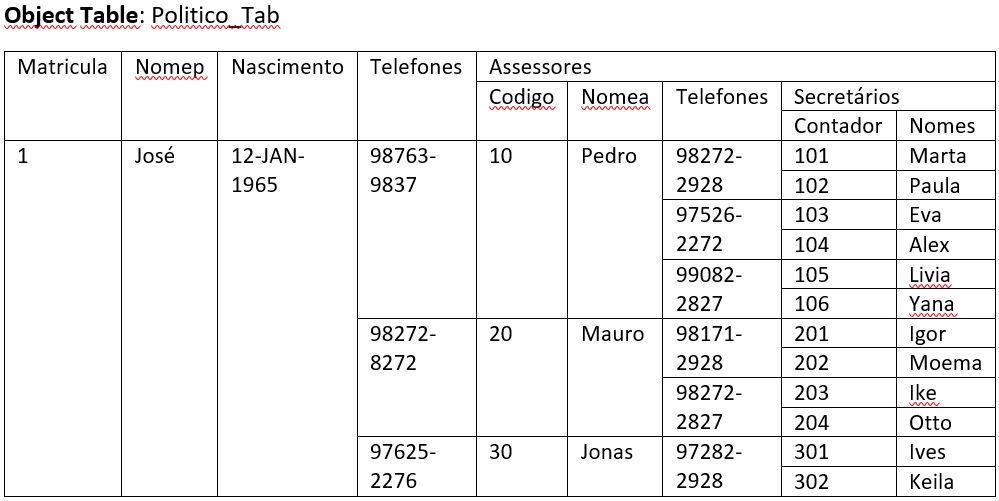 Object Table: Politico_Tab
Matricula Nomep Nascimento Telefones Assessores
Codigo Nomea Telefones Secretários
Contador Nomes
1 José 12-JAN- 98763- 10 Pedro 98272- 101 Marta
1965 9837 2928 102 Paula
97526- 103 Eva
2272 104 Alex
99082- 105 Livia
2827 106 Yana
98272- 20 Mauro 98171- 201 Igor
8272 2928 202 Moema
98272- 203 Ike
2827 204 Otto
97625- 30 Jonas 97282- 301 Ives
2276 2928 302 Keila